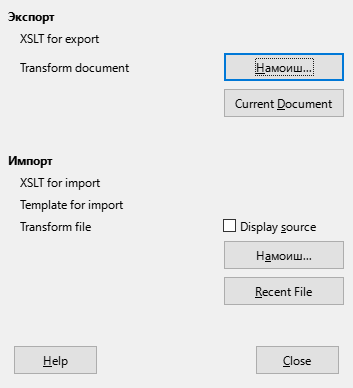 Экспорт
XSLT for export
Transform document
Намоиш...
Current Document
Импорт
XSLT for import
Template for import
Transform file
Display source
Намоиш...
Recent File
Help
Close